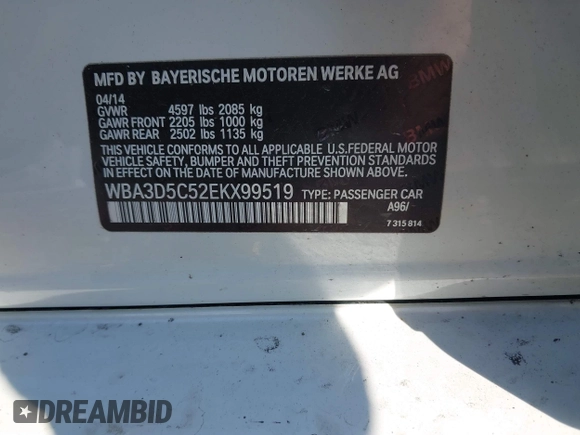 MFD BY BAYERISCHE MOTOREN WERKE AG
04/14
GVWR 4597 lbs 2085 kg
GAWR FRONT 2205 lbs 1000 kg
GAWR REAR 2502 lbs 1135 kg
THIS VEHICLE CONFORMS TO ALL APPLICABLE U.S.FEDERAL MOTOR
VEHICLE SAFETY, BUMPER AND THEFT PREVENTION STANDARDS IN
EFFECT ON THE DATE OF MANUFACTURE SHOWN ABOVE.
WBA3D5C52EKX99519 TYPE: PASSENGER CAR
A96/
7 315 814
BMW
DREAMBID